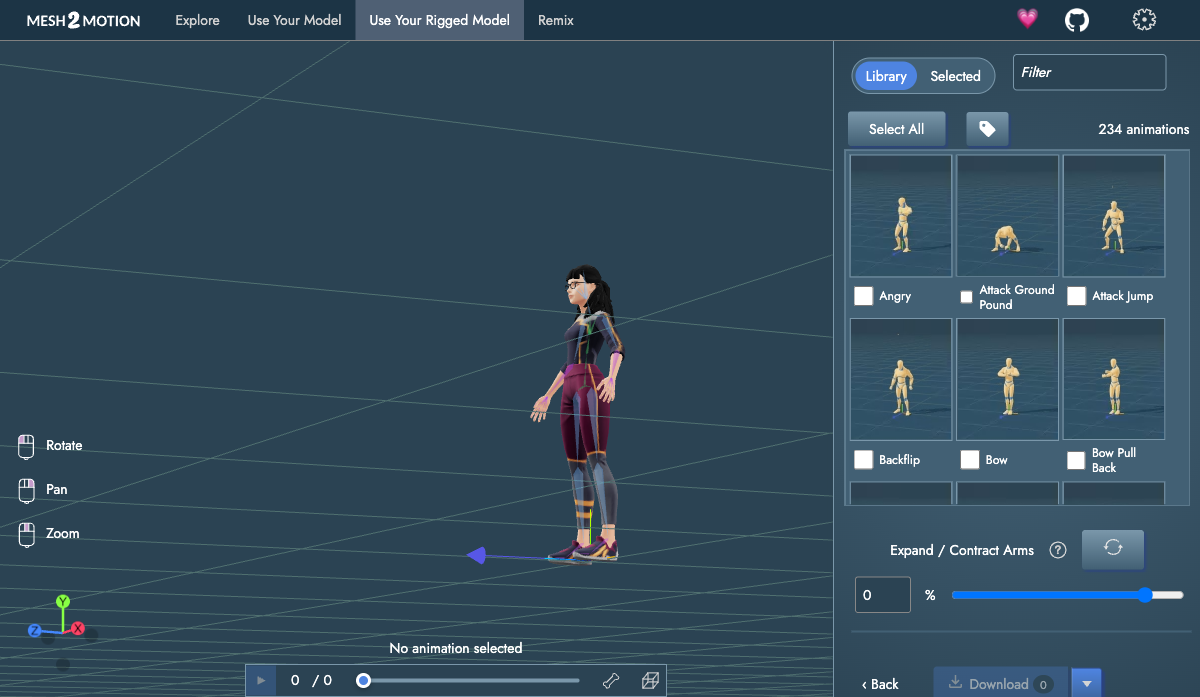 MESH2MOTION
Explore
Use Your Model
Use Your Rigged Model
Remix
Library
Selected
Filter
Select All
234 animations
Angry
Attack Ground
Pound
Attack Jump
Backflip
Bow
Bow Pull
Back
Rotate
Pan
Zoom
Expand / Contract Arms
?
0
%
Y
Z
X
No animation selected
0 / 0
‹ Back
Download 0